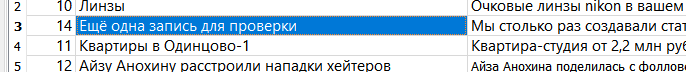 2 10 Линзы Очковые линзы nikon в вашем
3 14 Ещё одна запись для проверки Мы столько раз создавали стат
4 11 Квартиры в Одинцово-1 Квартира-студия от 2,2 млн руб
5 12 Айзу Анохину расстроили нападки хейтеров Айза Анохина поделилась с фоллове